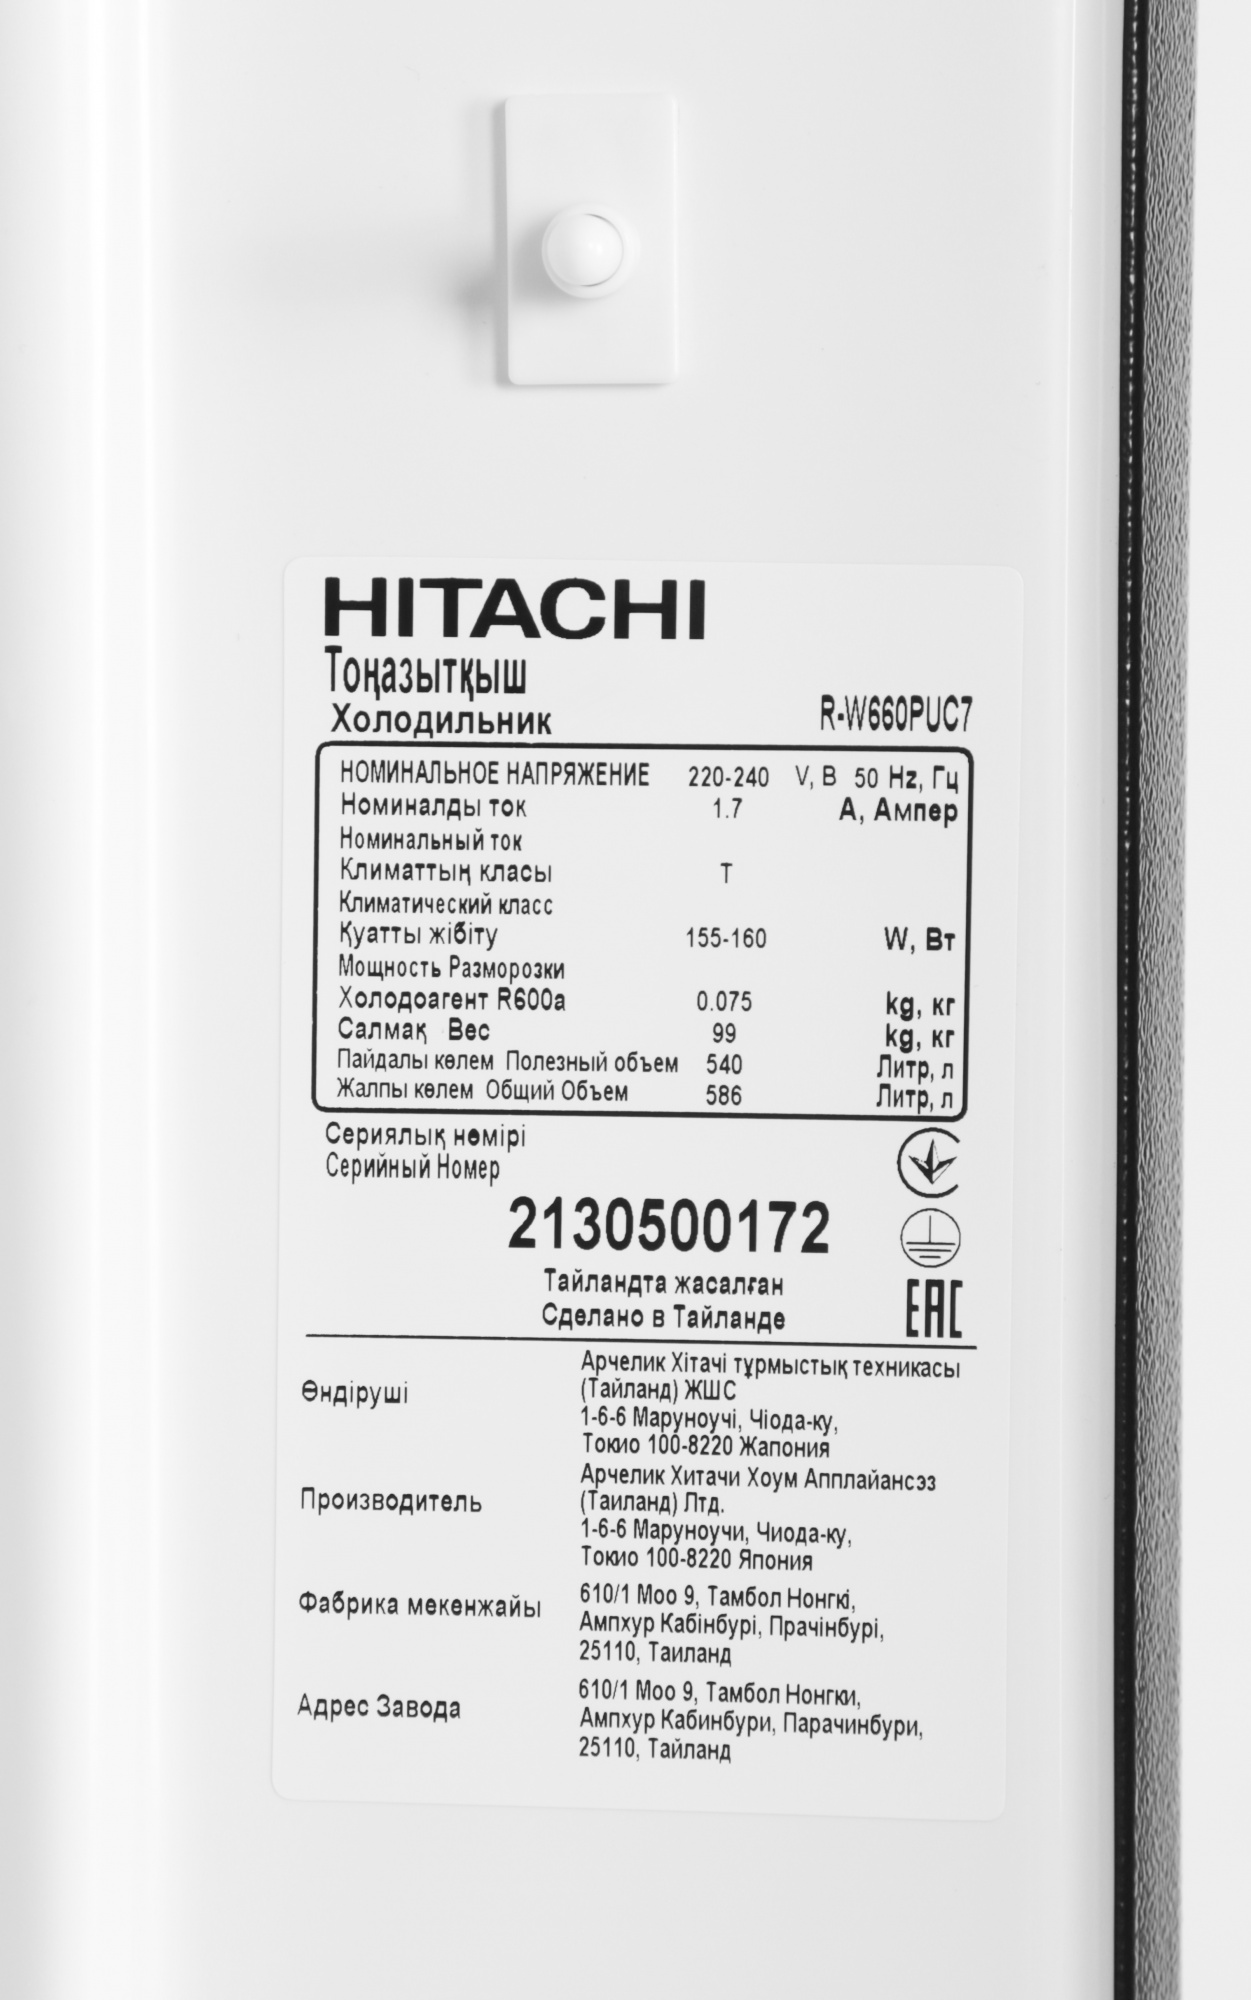 HITACHI
Тоңазытқыш
Холодильник R-W660PUC7
НОМИНАЛЬНОЕ НАПРЯЖЕНИЕ 220-240 V, В 50 Hz, Гц
Номиналды ток 1.7 A, Ампер
Номинальный ток
Климаттың класы T
Климатический класс
Қуатты жібіту 155-160 W, Вт
Мощность Разморозки
Холодоагент R600a 0.075 kg, кг
Салмақ Вес 99 kg, кг
Пайдалы көлем Полезный объем 540 Литр, л
Жалпы көлем Общий Объем 586 Литр, л
Сериялық нөмірі
Серийный Номер
2130500172
Тайландта жасалған
Сделано в Тайланде
EAC
Өндіруші
Арчелик Хітачі тұрмыстық техникасы
(Тайланд) ЖШС
1-6-6 Маруноучі, Чіода-ку,
Токио 100-8220 Жапония
Производитель
Арчелик Хитачи Хоум Апплайансэз
(Таиланд) Лтд.
1-6-6 Маруноучи, Чиода-ку,
Токио 100-8220 Япония
Фабрика мекенжайы
610/1 Моо 9, Тамбол Нонгкі,
Ампхур Кабінбурі, Прачінбурі,
25110, Таиланд
Адрес Завода
610/1 Моо 9, Тамбол Нонгки,
Ампхур Кабинбури, Парачинбури,
25110, Тайланд